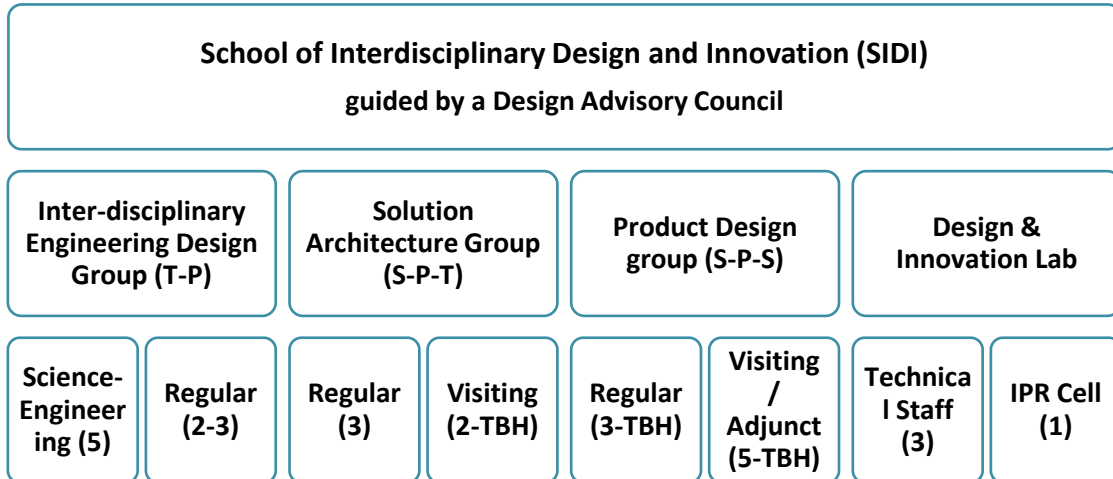 School of Interdisciplinary Design and Innovation (SIDI)
guided by a Design Advisory Council
Inter-disciplinary
Engineering Design
Group (T-P)
Solution
Architecture Group
(S-P-T)
Product Design
group (S-P-S)
Design &
Innovation Lab
Science-
Engineer
ing (5)
Regular
(2-3)
Regular
(3)
Visiting
(2-TBH)
Regular
(3-TBH)
Visiting
/
Adjunct
(5-TBH)
Technica
l Staff
(3)
IPR Cell
(1)